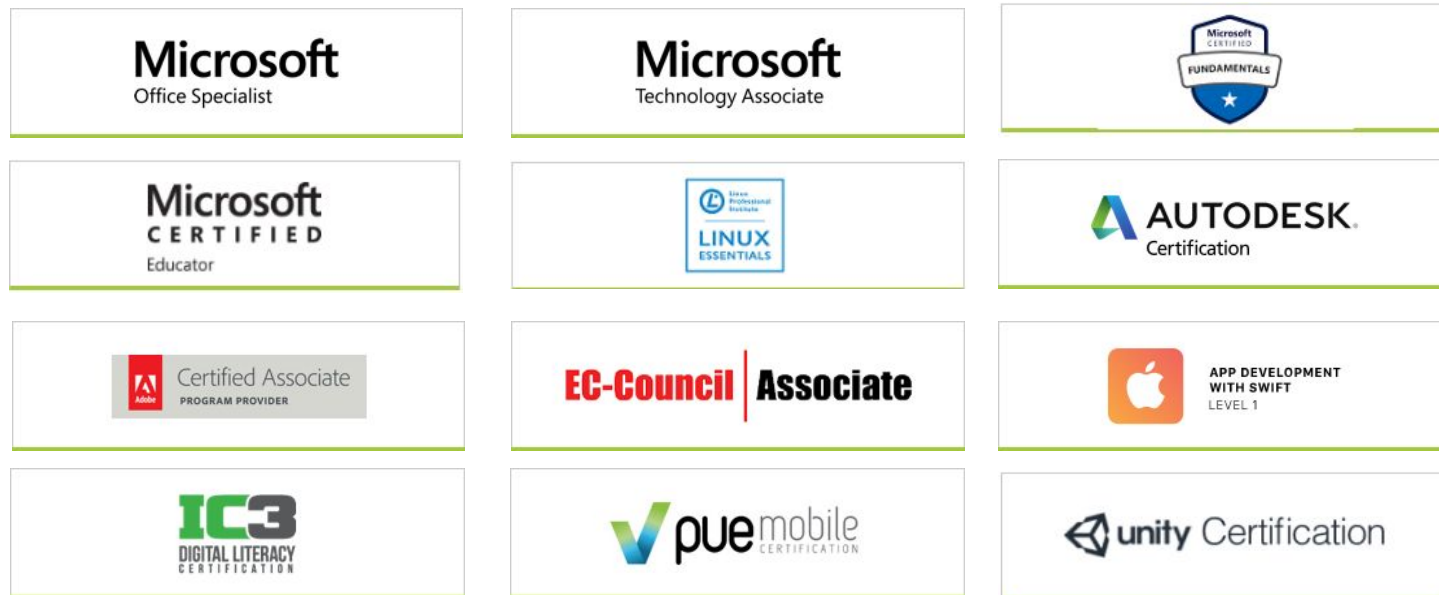 Microsoft
Office Specialist
Microsoft
Technology Associate
Microsoft
CERTIFIED
FUNDAMENTALS
Microsoft
CERTIFIED
Educator
Linux
Professional
Institute
LINUX
ESSENTIALS
AUTODESK.
Certification
Adobe
Certified Associate
PROGRAM PROVIDER
EC-Council Associate
APP DEVELOPMENT
WITH SWIFT
LEVEL 1
IC3
DIGITAL LITERACY
CERTIFICATION
pue mobile
CERTIFICATION
unity Certification